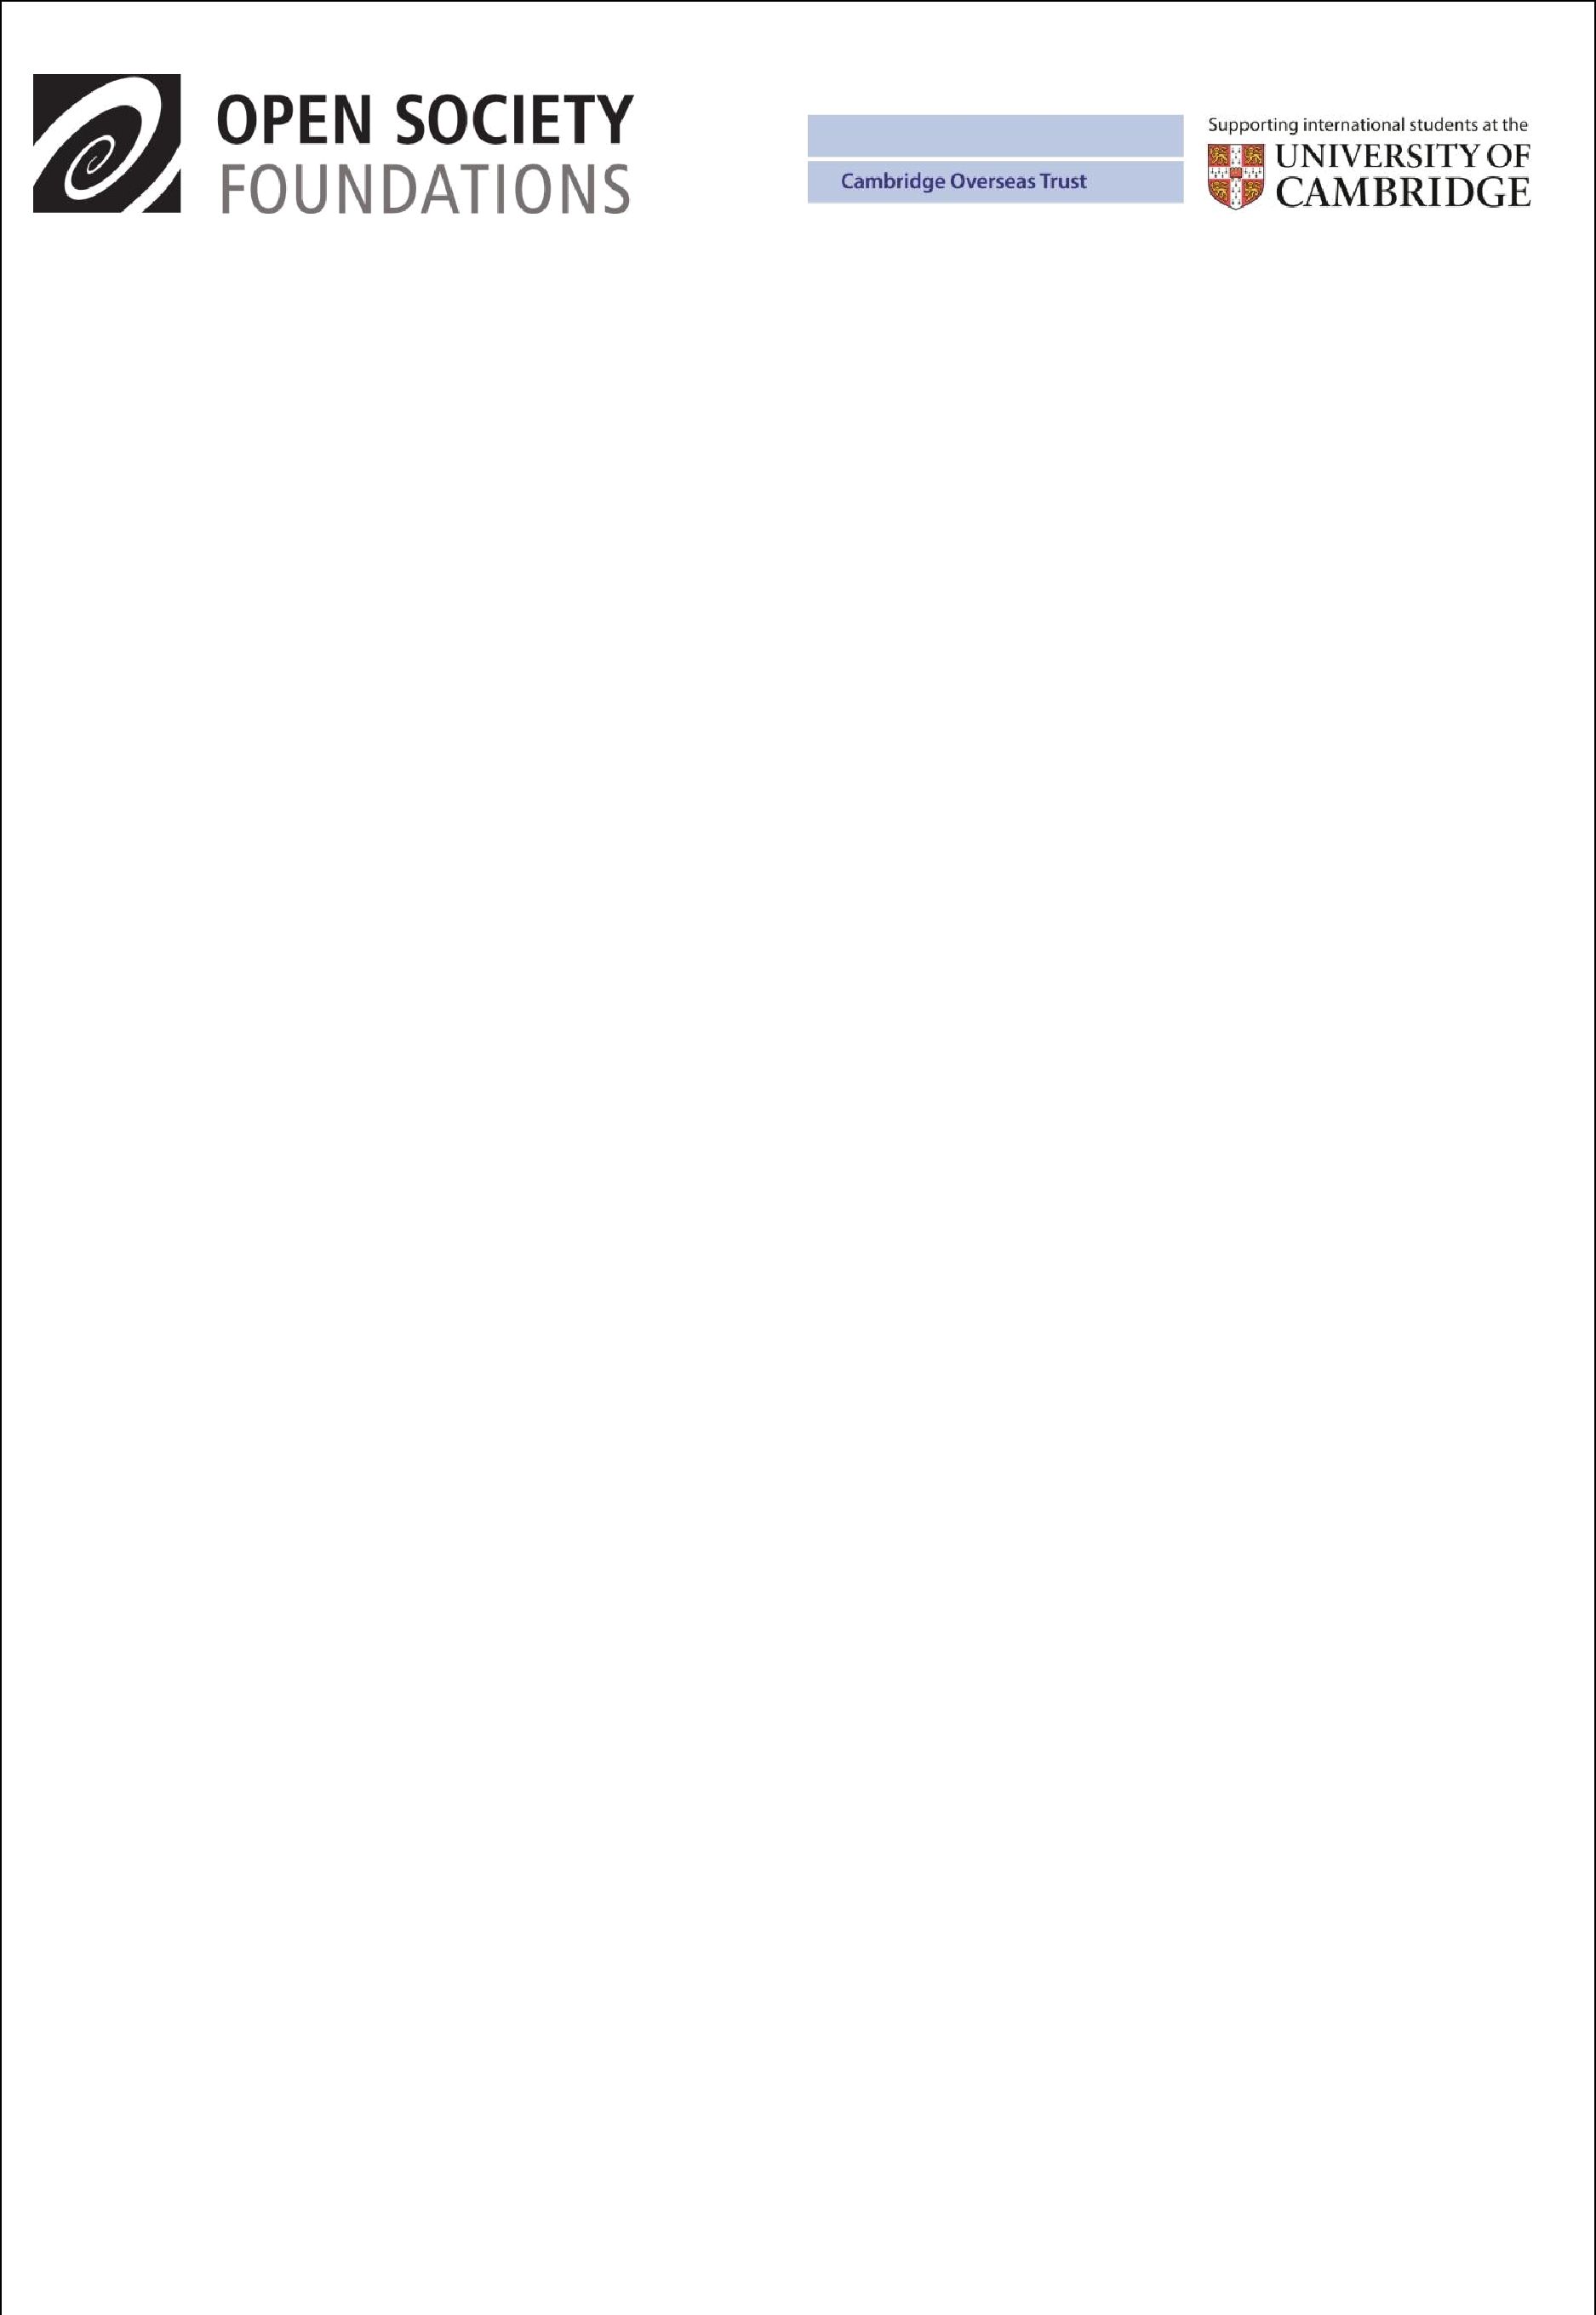 OPEN SOCIETY
FOUNDATIONS
Cambridge Overseas Trust
Supporting international students at the
UNIVERSITY OF
CAMBRIDGE